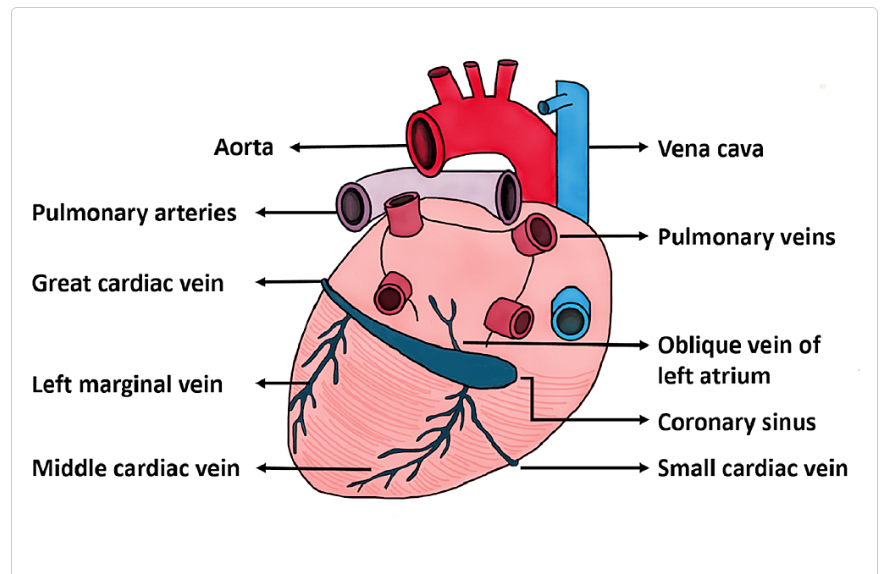 Aorta
Vena cava
Pulmonary arteries
Pulmonary veins
Great cardiac vein
Oblique vein of
left atrium
Left marginal vein
Coronary sinus
Middle cardiac vein
Small cardiac vein